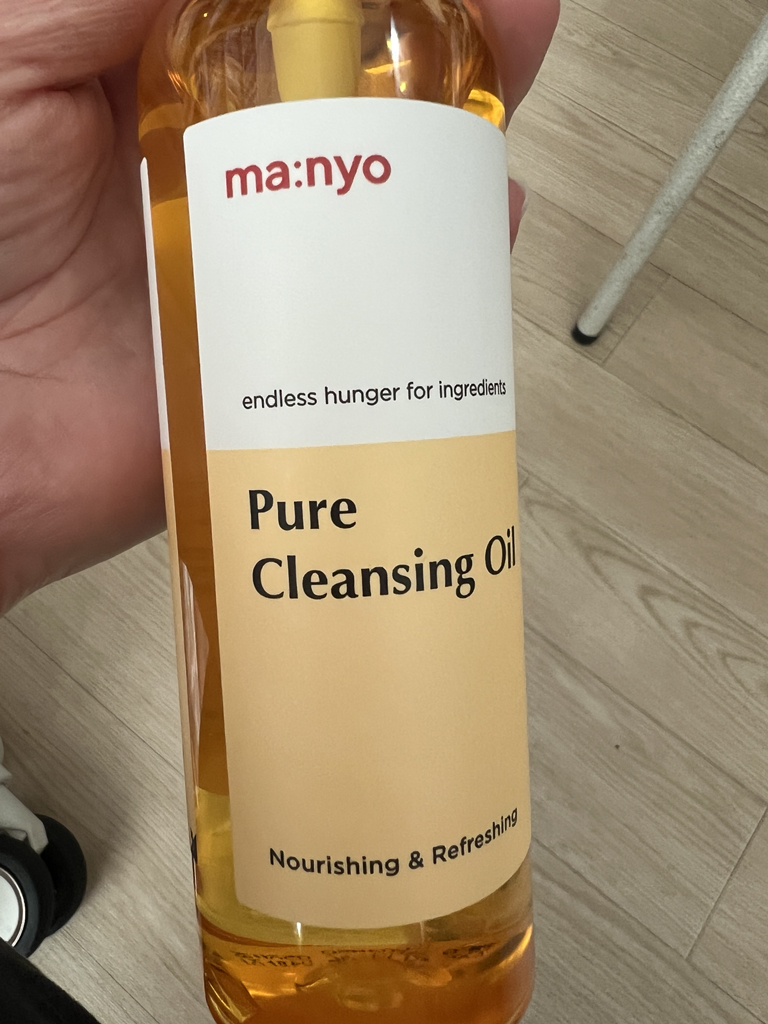 ma:nyo
endless hunger for ingredients
Pure
Cleansing Oil
Nourishing & Refreshing